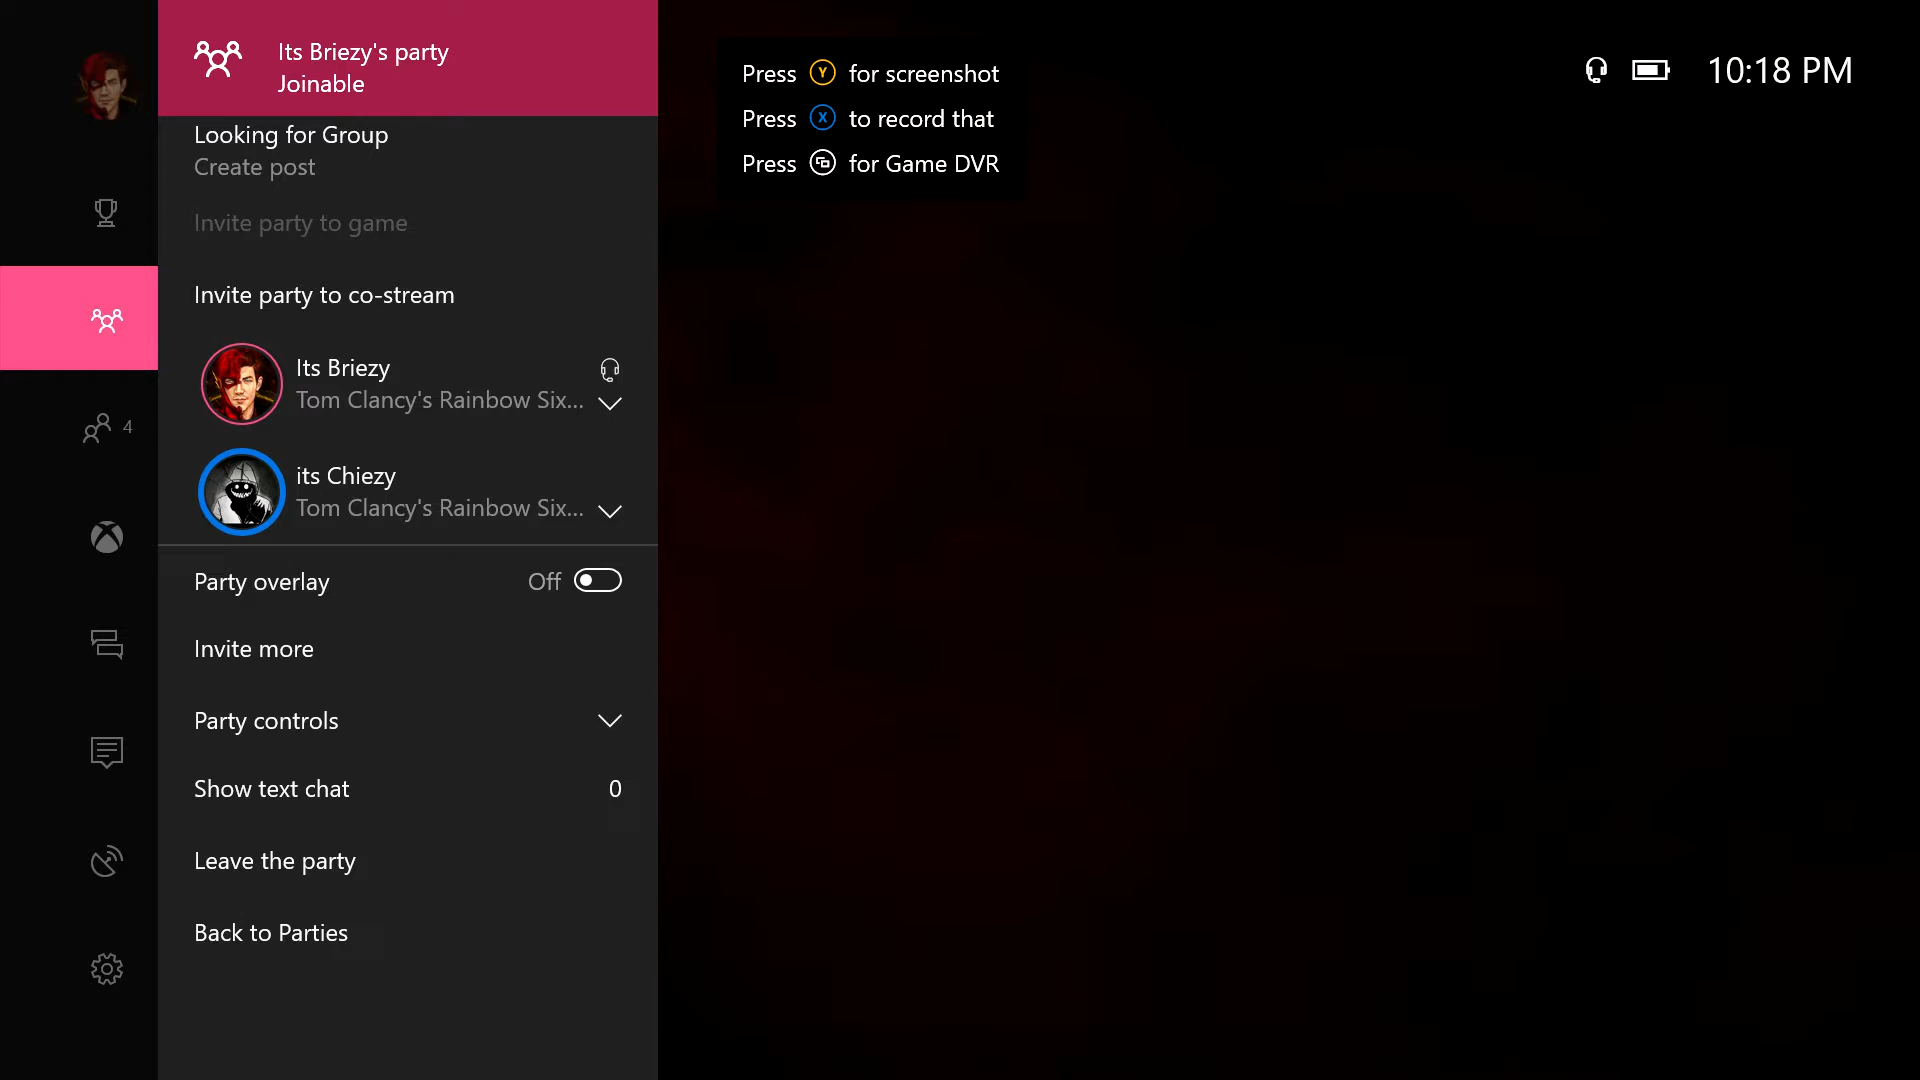 Its Briezy's party
Joinable
Looking for Group
Create post
Invite party to game
Invite party to co-stream
Its Briezy
Tom Clancy's Rainbow Six...
its Chiezy
Tom Clancy's Rainbow Six...
Party overlay Off
Invite more
Party controls
Show text chat 0
Leave the party
Back to Parties
4
Press Y for screenshot
Press X to record that
Press for Game DVR
10:18 PM